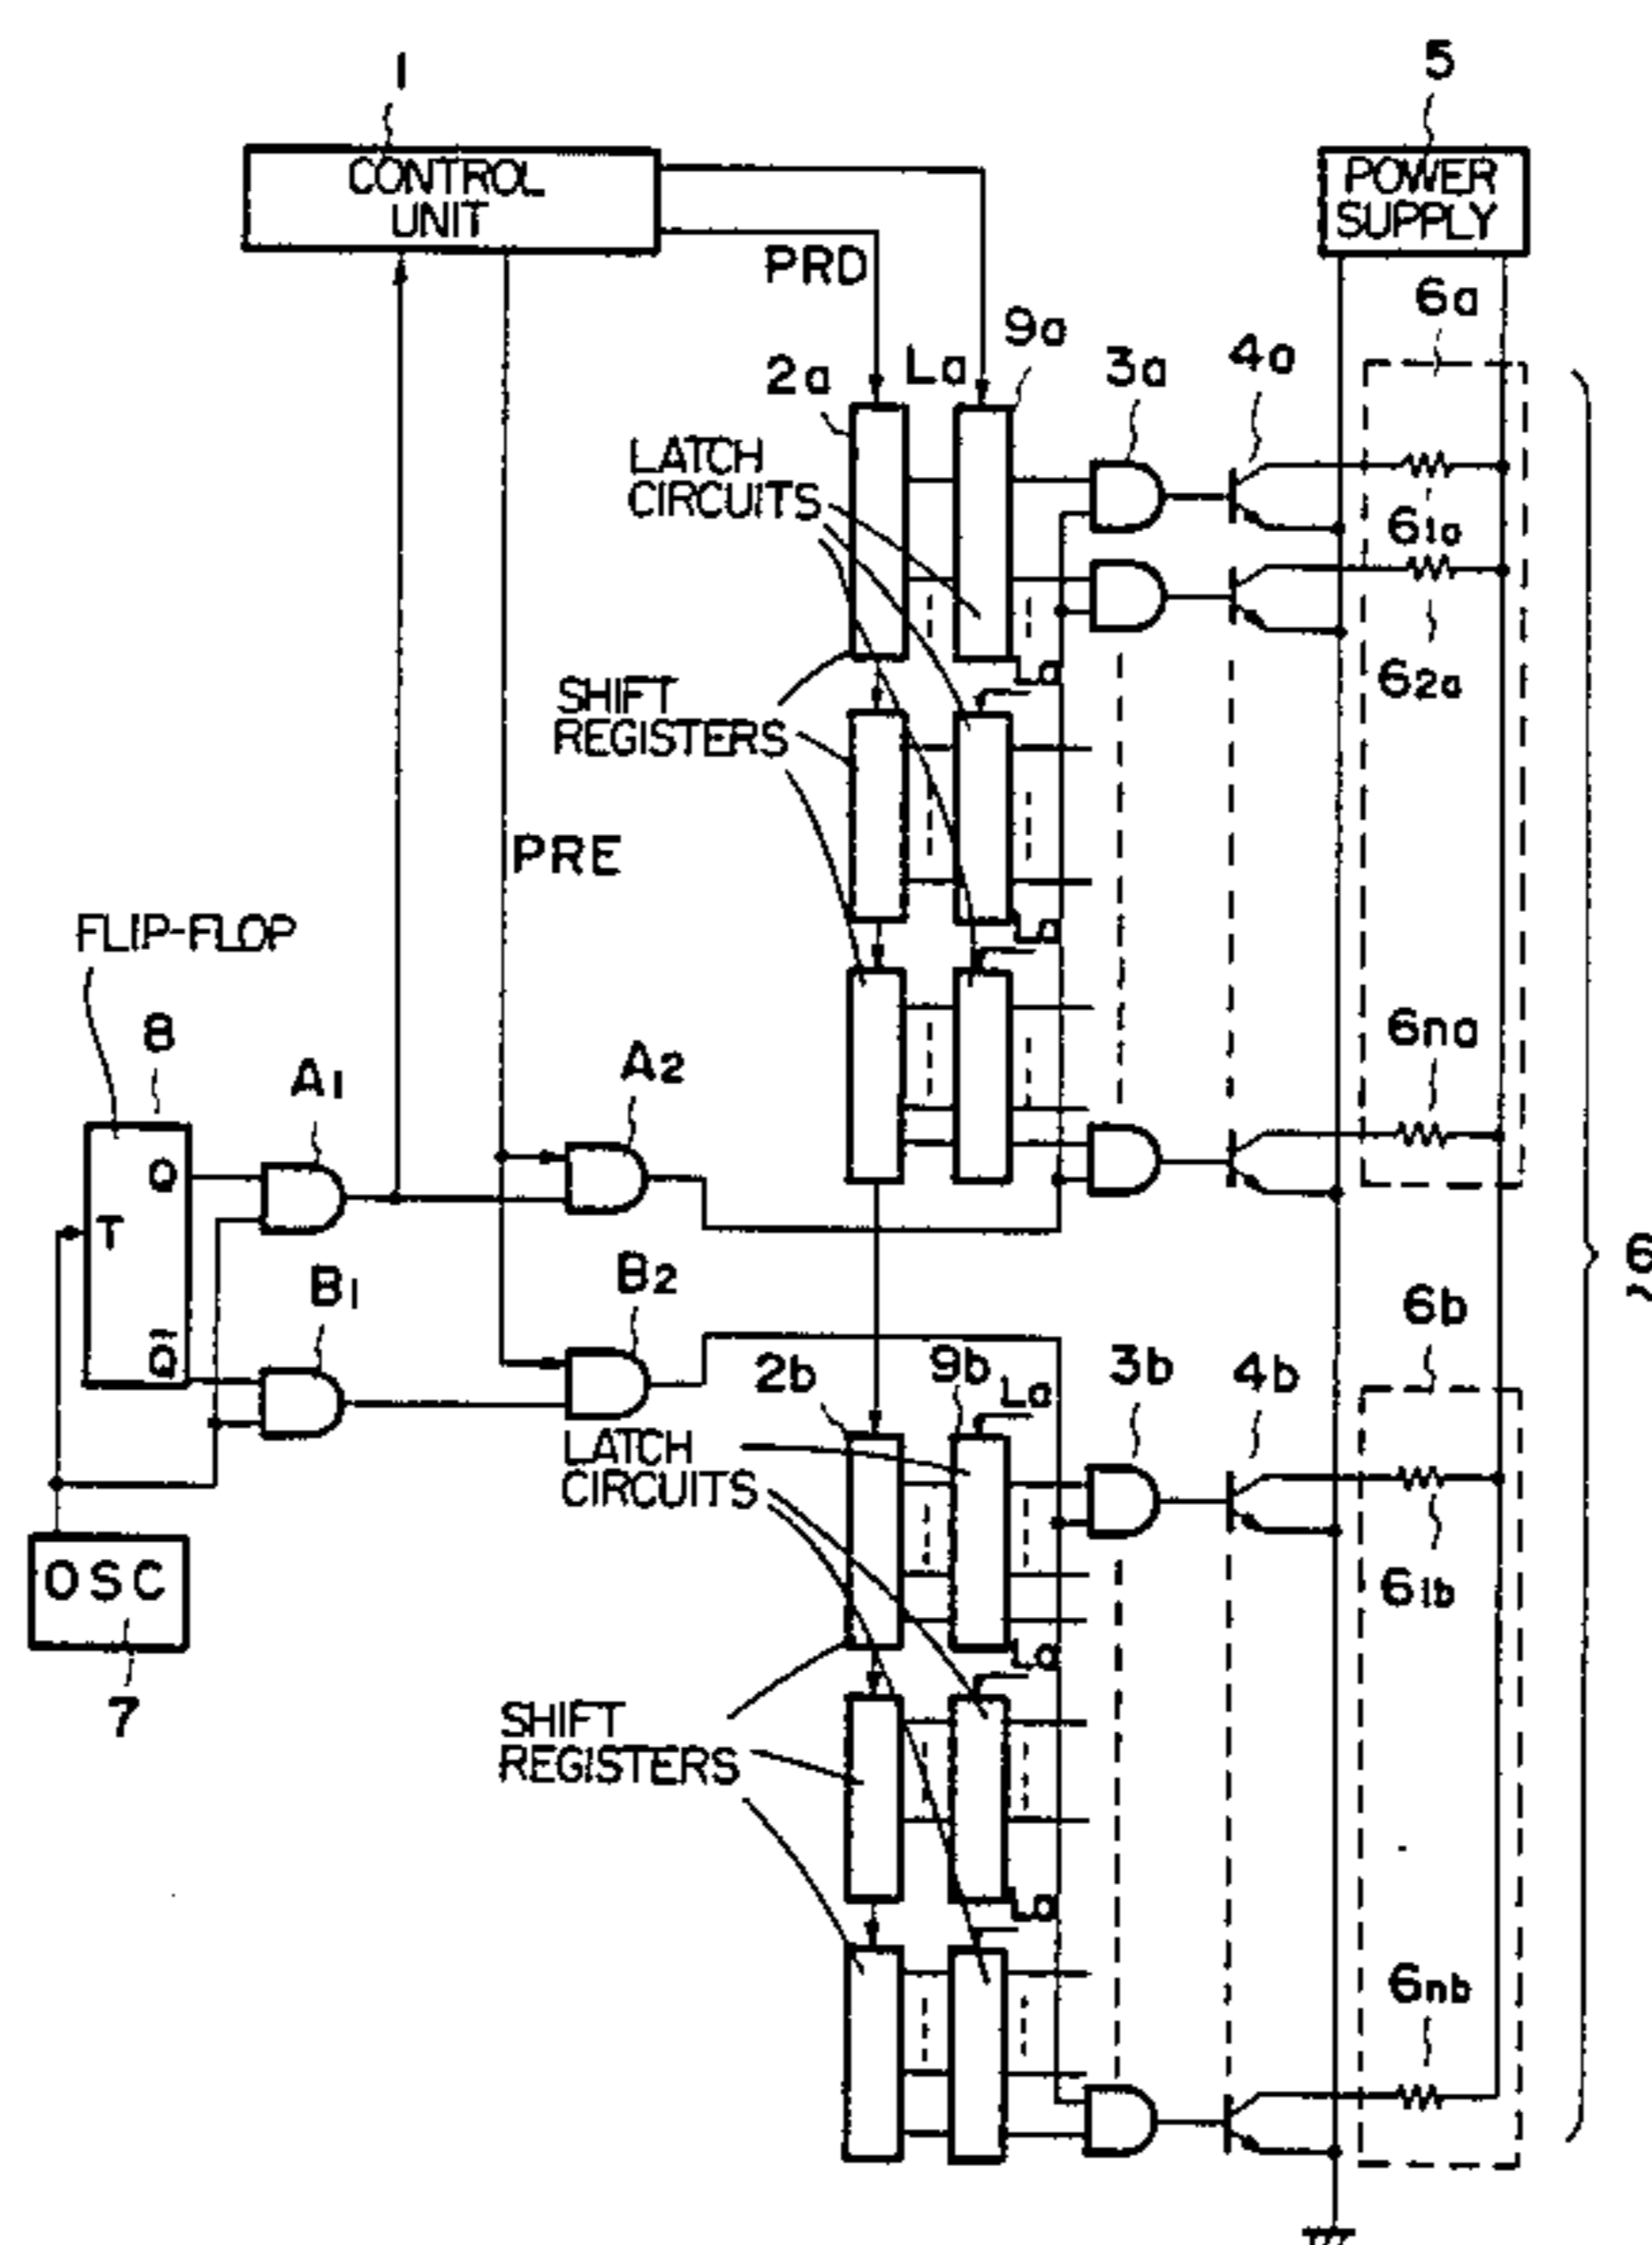 1
5
CONTROL
UNIT
POWER
SUPPLY
PRD
6a
9a
2a
La
3a
4a
LATCH
CIRCUITS
61a
62a
La
SHIFT
REGISTERS
PRE
FLIP-FLOP
La
8
A1
A2
6na
Q
T
B1
B2
6
6b
Q̅
2b
9b
La
3b
4b
LATCH
CIRCUITS
OSC
61b
La
7
SHIFT
REGISTERS
La
6nb